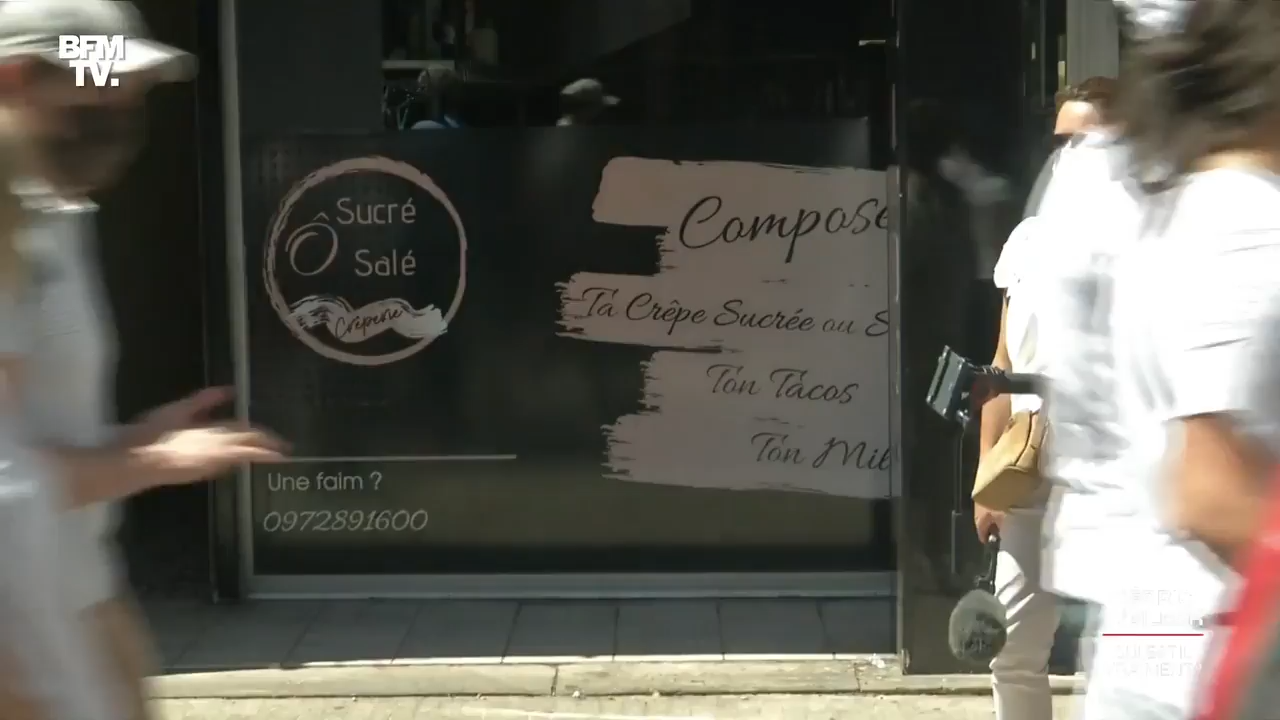 BFM
TV.
Ô Sucré
Salé
Crêperie
Compose
Ta Crêpe Sucrée ou S
Ton Tacos
Ton Mil
Une faim ?
0972891600